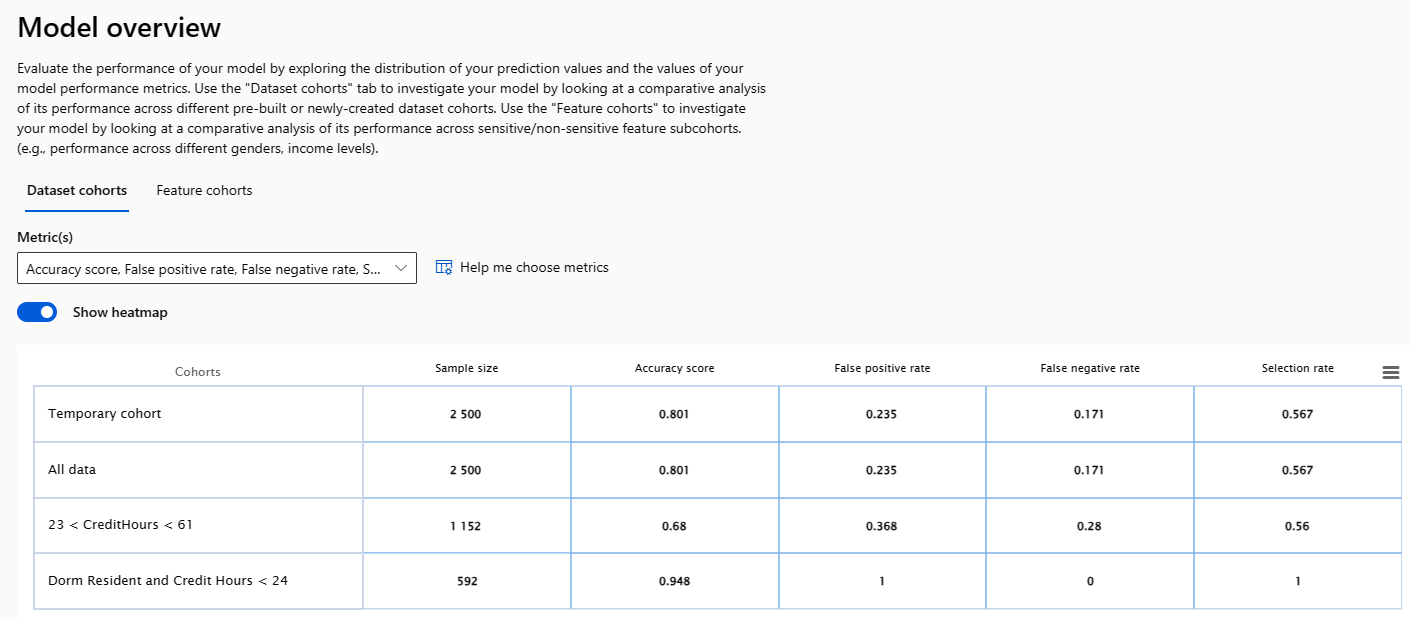 Model overview
Evaluate the performance of your model by exploring the distribution of your prediction values and the values of your
model performance metrics. Use the "Dataset cohorts" tab to investigate your model by looking at a comparative analysis
of its performance across different pre-built or newly-created dataset cohorts. Use the "Feature cohorts" to investigate
your model by looking at a comparative analysis of its performance across sensitive/non-sensitive feature subcohorts.
(e.g., performance across different genders, income levels).
Dataset cohorts Feature cohorts
Metric(s)
Accuracy score, False positive rate, False negative rate, S... Help me choose metrics
Show heatmap
Cohorts Sample size Accuracy score False positive rate False negative rate Selection rate
Temporary cohort 2 500 0.801 0.235 0.171 0.567
All data 2 500 0.801 0.235 0.171 0.567
23 < CreditHours < 61 1 152 0.68 0.368 0.28 0.56
Dorm Resident and Credit Hours < 24 592 0.948 1 0 1